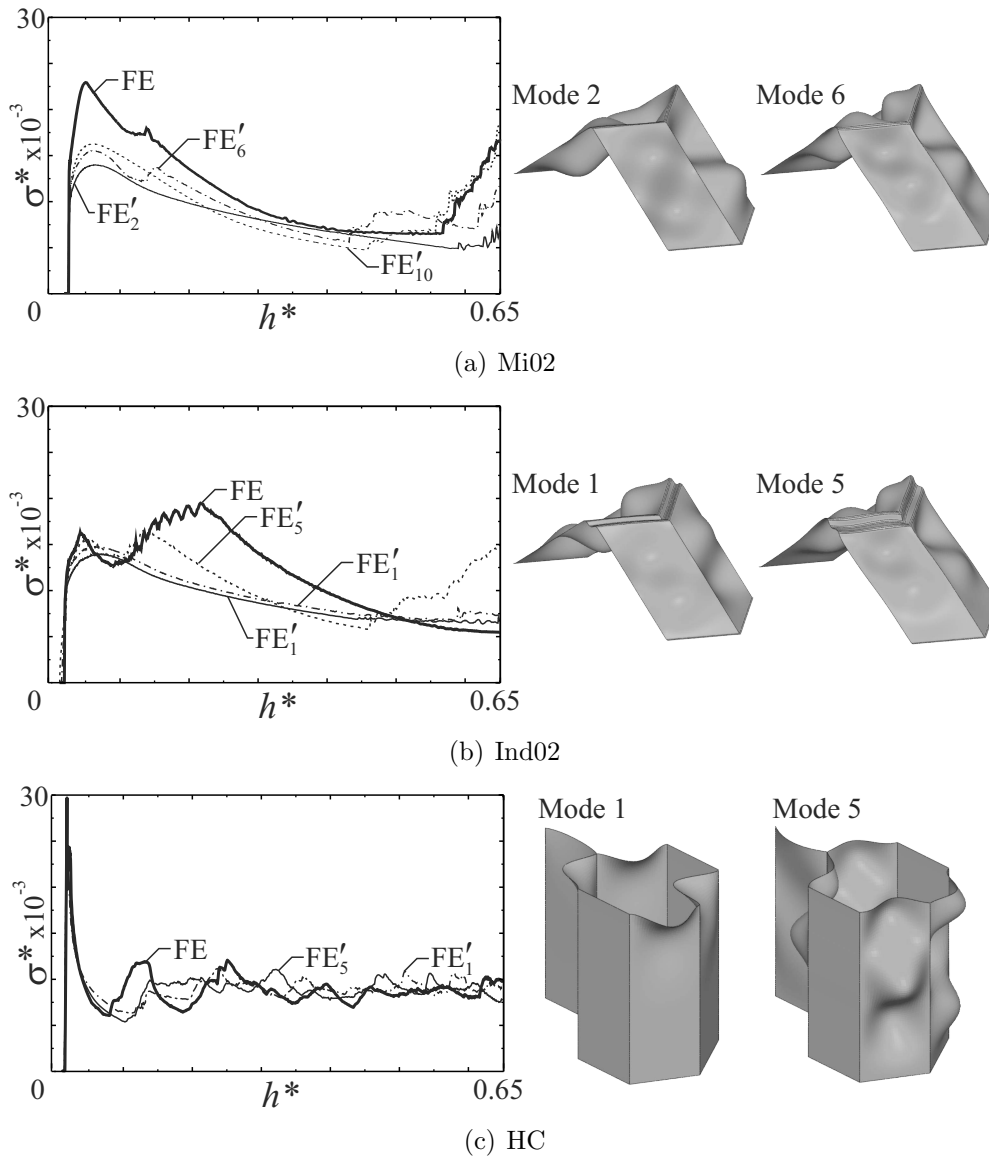 30
FE
FE′6
FE′2
FE′10
σ* x10⁻³
0
h*
0.65
Mode 2
Mode 6
(a) Mi02
30
FE
FE′5
FE′1
FE′1
σ* x10⁻³
0
h*
0.65
Mode 1
Mode 5
(b) Ind02
30
FE
FE′5
FE′1
σ* x10⁻³
0
h*
0.65
Mode 1
Mode 5
(c) HC